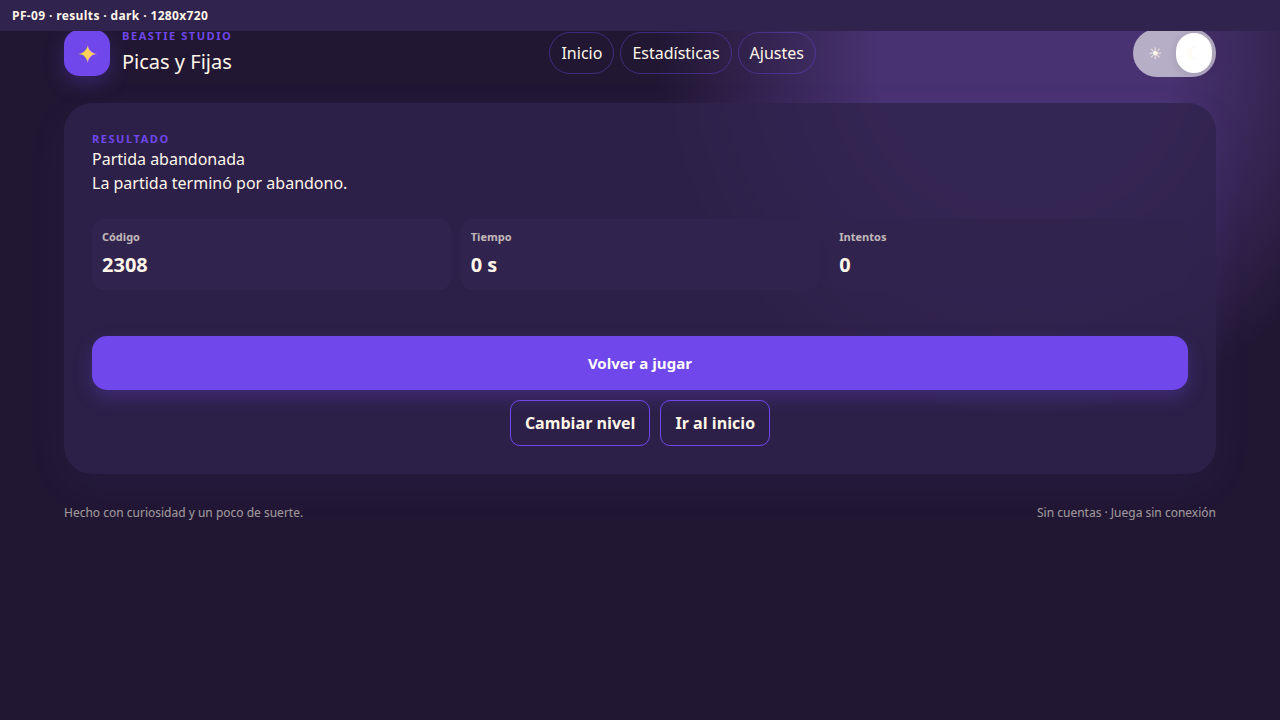 PF-09 · results · dark · 1280x720
BEASTIE STUDIO
Picas y Fijas
Inicio
Estadísticas
Ajustes
RESULTADO
Partida abandonada
La partida terminó por abandono.
Código
2308
Tiempo
0 s
Intentos
0
Volver a jugar
Cambiar nivel
Ir al inicio
Hecho con curiosidad y un poco de suerte.
Sin cuentas · Juega sin conexión